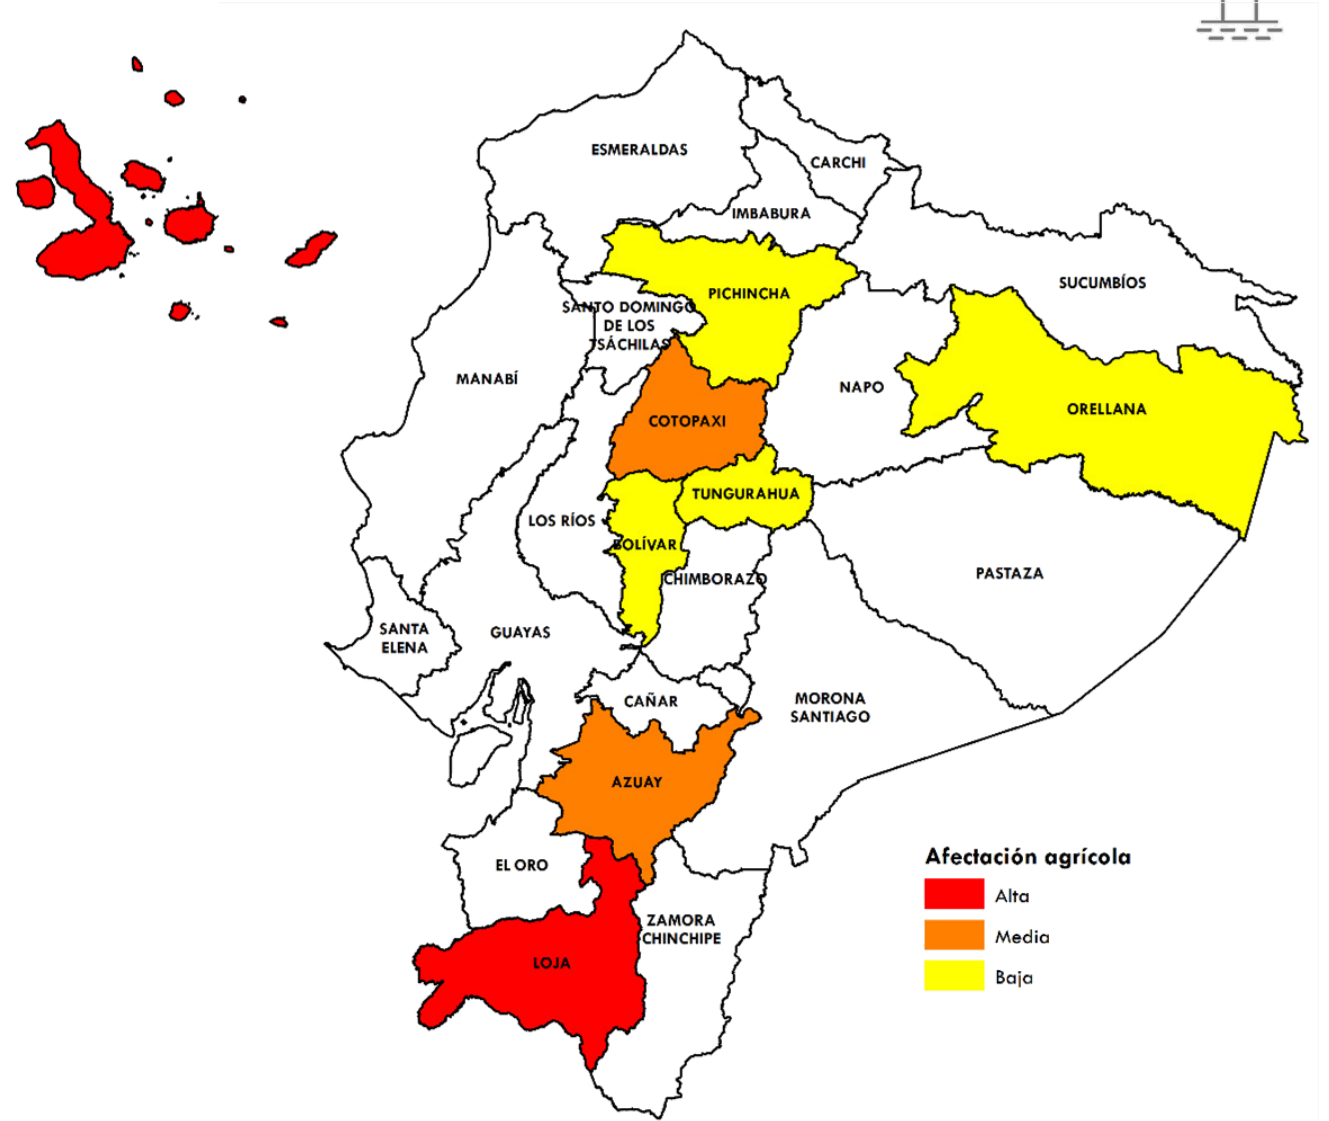 ESMERALDAS
CARCHI
IMBABURA
SUCUMBÍOS
PICHINCHA
SANTO DOMINGO
DE LOS
TSÁCHILAS
MANABÍ
NAPO
ORELLANA
COTOPAXI
TUNGURAHUA
LOS RÍOS
BOLÍVAR
CHIMBORAZO
PASTAZA
SANTA
ELENA
GUAYAS
CAÑAR
MORONA
SANTIAGO
AZUAY
EL ORO
ZAMORA
CHINCHIPE
LOJA
Afectación agrícola
Alta
Media
Baja